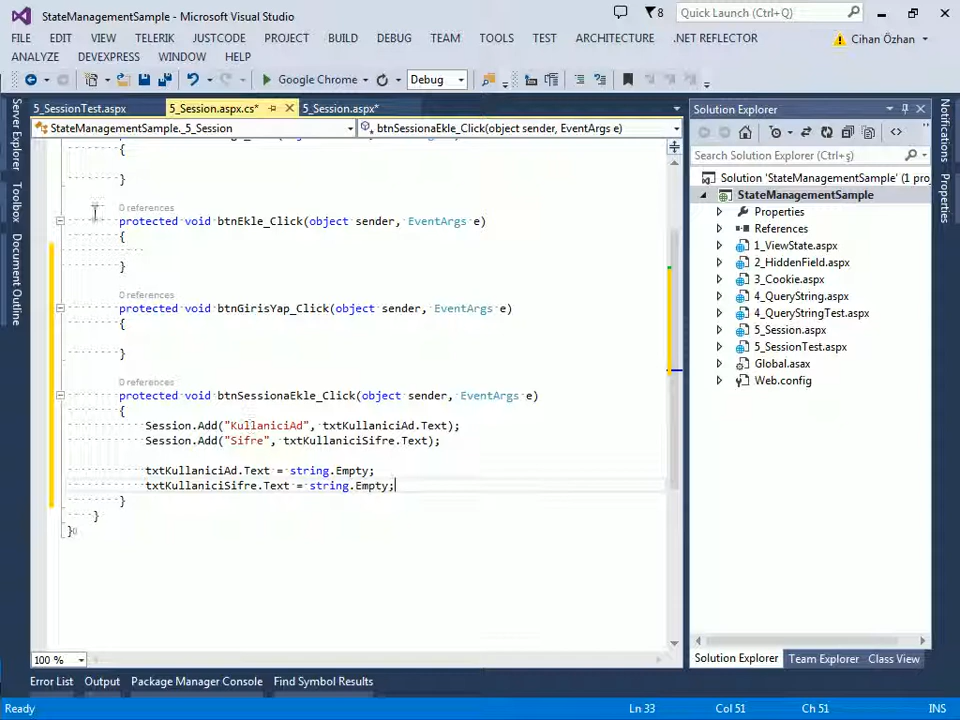 StateManagementSample - Microsoft Visual Studio
8
Quick Launch (Ctrl+Q)
FILE EDIT VIEW TELERIK JUSTCODE PROJECT BUILD DEBUG TEAM TOOLS TEST ARCHITECTURE .NET REFLECTOR
Cihan Özhan
ANALYZE DEVEXPRESS WINDOW HELP
Google Chrome
Debug
Server Explorer
Toolbox
Document Outline
5_SessionTest.aspx
5_Session.aspx.cs*
5_Session.aspx*
StateManagementSample._5_Session
btnSessionaEkle_Click(object sender, EventArgs e)
{
}
0 references
protected void btnEkle_Click(object sender, EventArgs e)
{
}
0 references
protected void btnGirisYap_Click(object sender, EventArgs e)
{
}
0 references
protected void btnSessionaEkle_Click(object sender, EventArgs e)
{
Session.Add("KullaniciAd", txtKullaniciAd.Text);
Session.Add("Sifre", txtKullaniciSifre.Text);
txtKullaniciAd.Text = string.Empty;
txtKullaniciSifre.Text = string.Empty;
}
}
}
100 %
Solution Explorer
Search Solution Explorer (Ctrl+ş)
Solution 'StateManagementSample' (1 proj
StateManagementSample
Properties
References
1_ViewState.aspx
2_HiddenField.aspx
3_Cookie.aspx
4_QueryString.aspx
4_QueryStringTest.aspx
5_Session.aspx
5_SessionTest.aspx
Global.asax
Web.config
Solution Explorer Team Explorer Class View
Notifications
Properties
Error List Output Package Manager Console Find Symbol Results
Ready
Ln 33 Col 51 Ch 51 INS